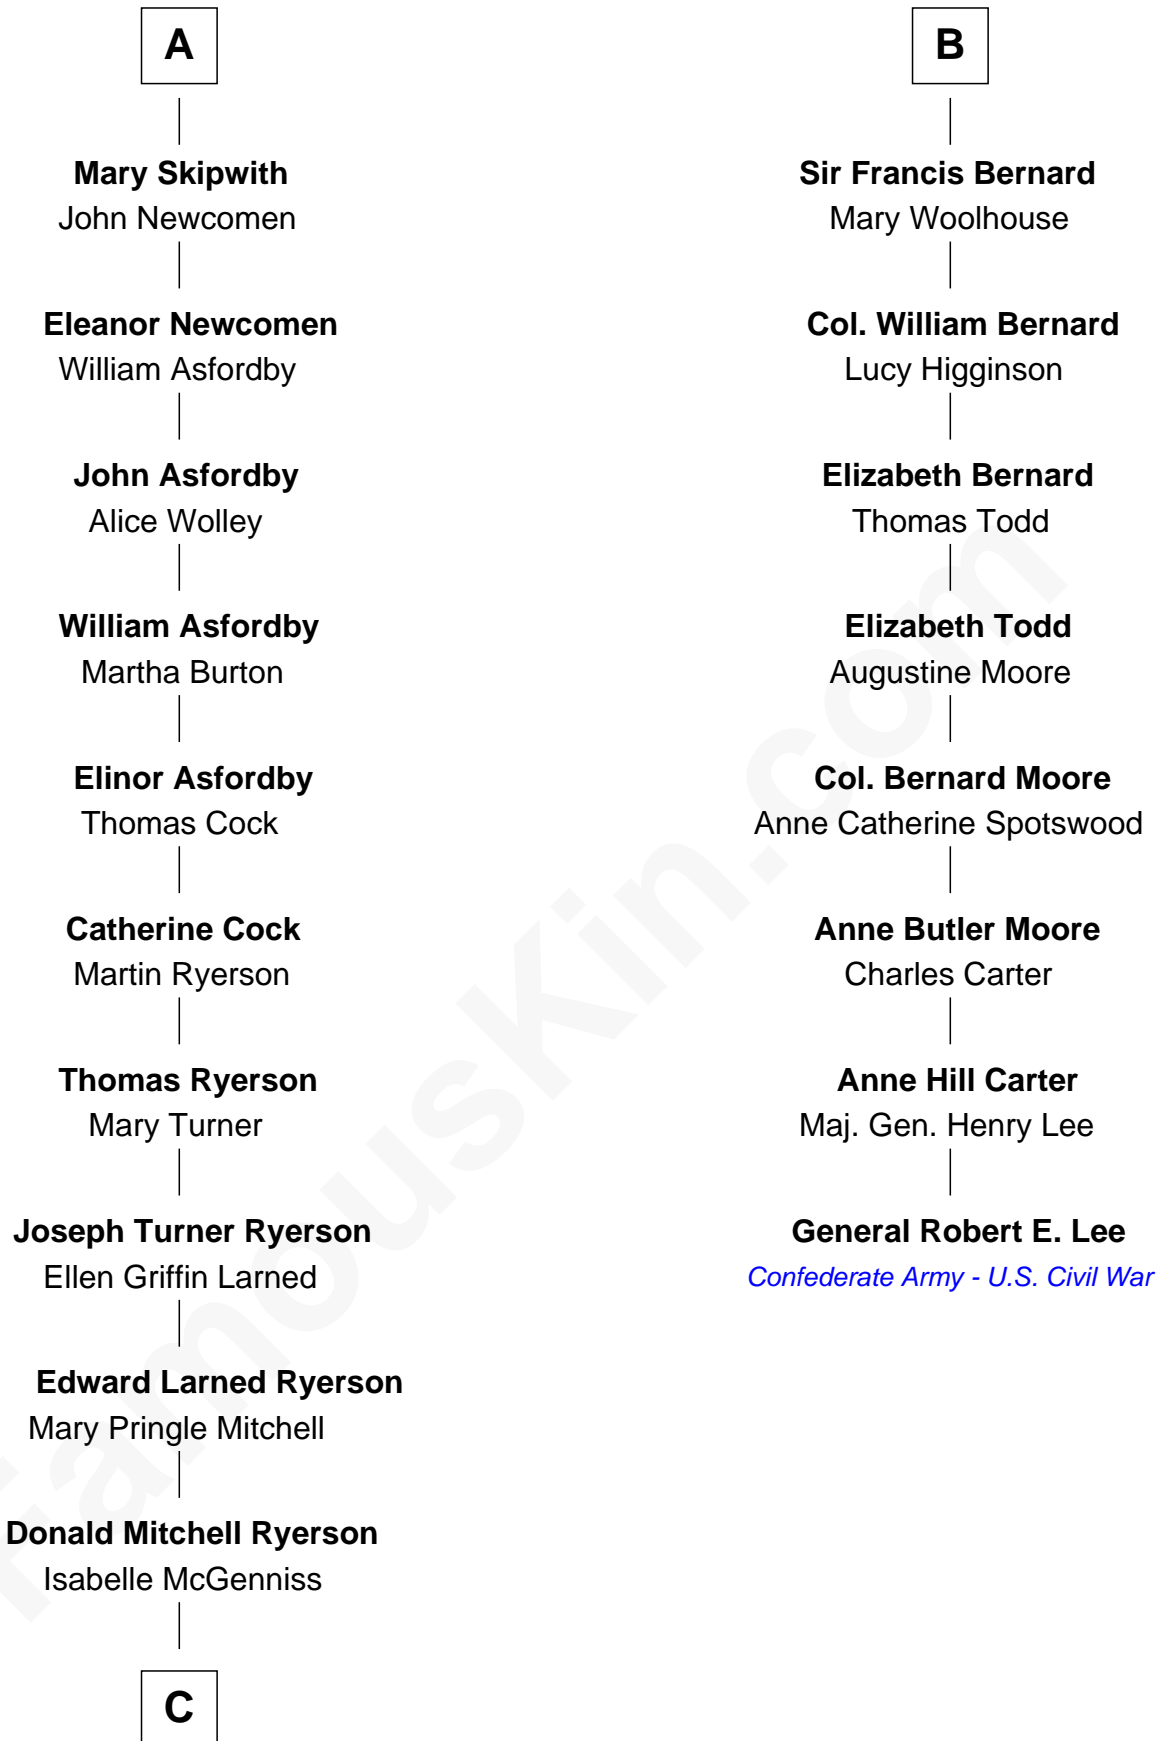 A
Mary Skipwith
John Newcomen
Eleanor Newcomen
William Asfordby
John Asfordby
Alice Wolley
William Asfordby
Martha Burton
Elinor Asfordby
Thomas Cock
Catherine Cock
Martin Ryerson
Thomas Ryerson
Mary Turner
Joseph Turner Ryerson
Ellen Griffin Larned
Edward Larned Ryerson
Mary Pringle Mitchell
Donald Mitchell Ryerson
Isabelle McGenniss
C
B
Sir Francis Bernard
Mary Woolhouse
Col. William Bernard
Lucy Higginson
Elizabeth Bernard
Thomas Todd
Elizabeth Todd
Augustine Moore
Col. Bernard Moore
Anne Catherine Spotswood
Anne Butler Moore
Charles Carter
Anne Hill Carter
Maj. Gen. Henry Lee
General Robert E. Lee
Confederate Army - U.S. Civil War
FamousKin.com